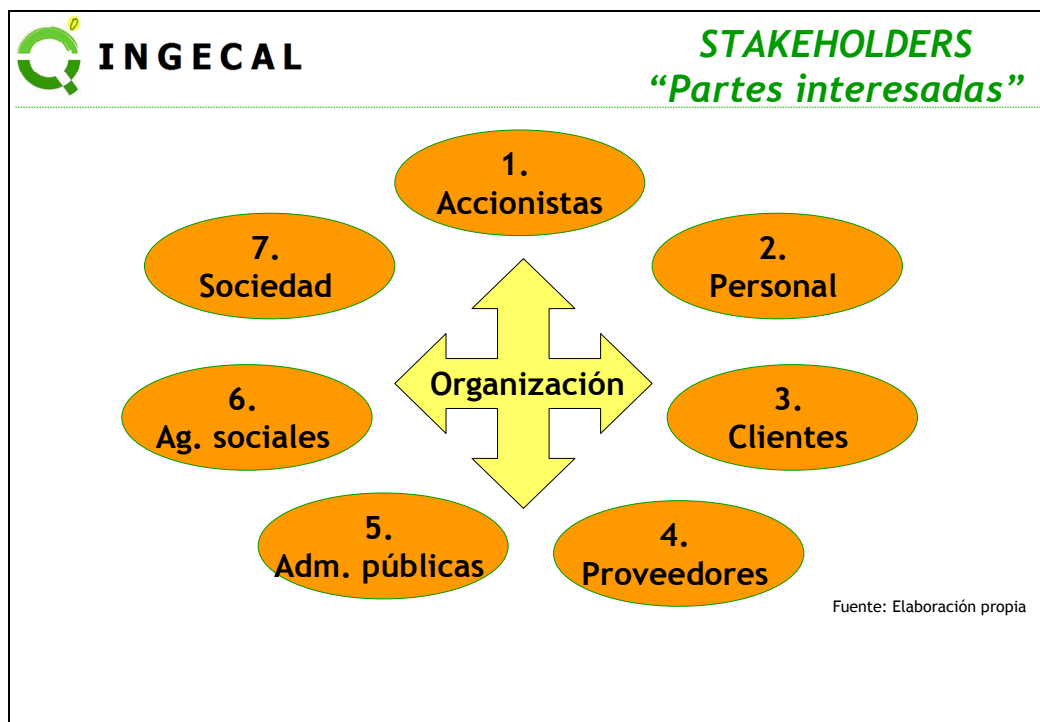 INGECAL
STAKEHOLDERS
“Partes interesadas”
1.
Accionistas
2.
Personal
3.
Clientes
4.
Proveedores
5.
Adm. públicas
6.
Ag. sociales
7.
Sociedad
Organización
Fuente: Elaboración propia